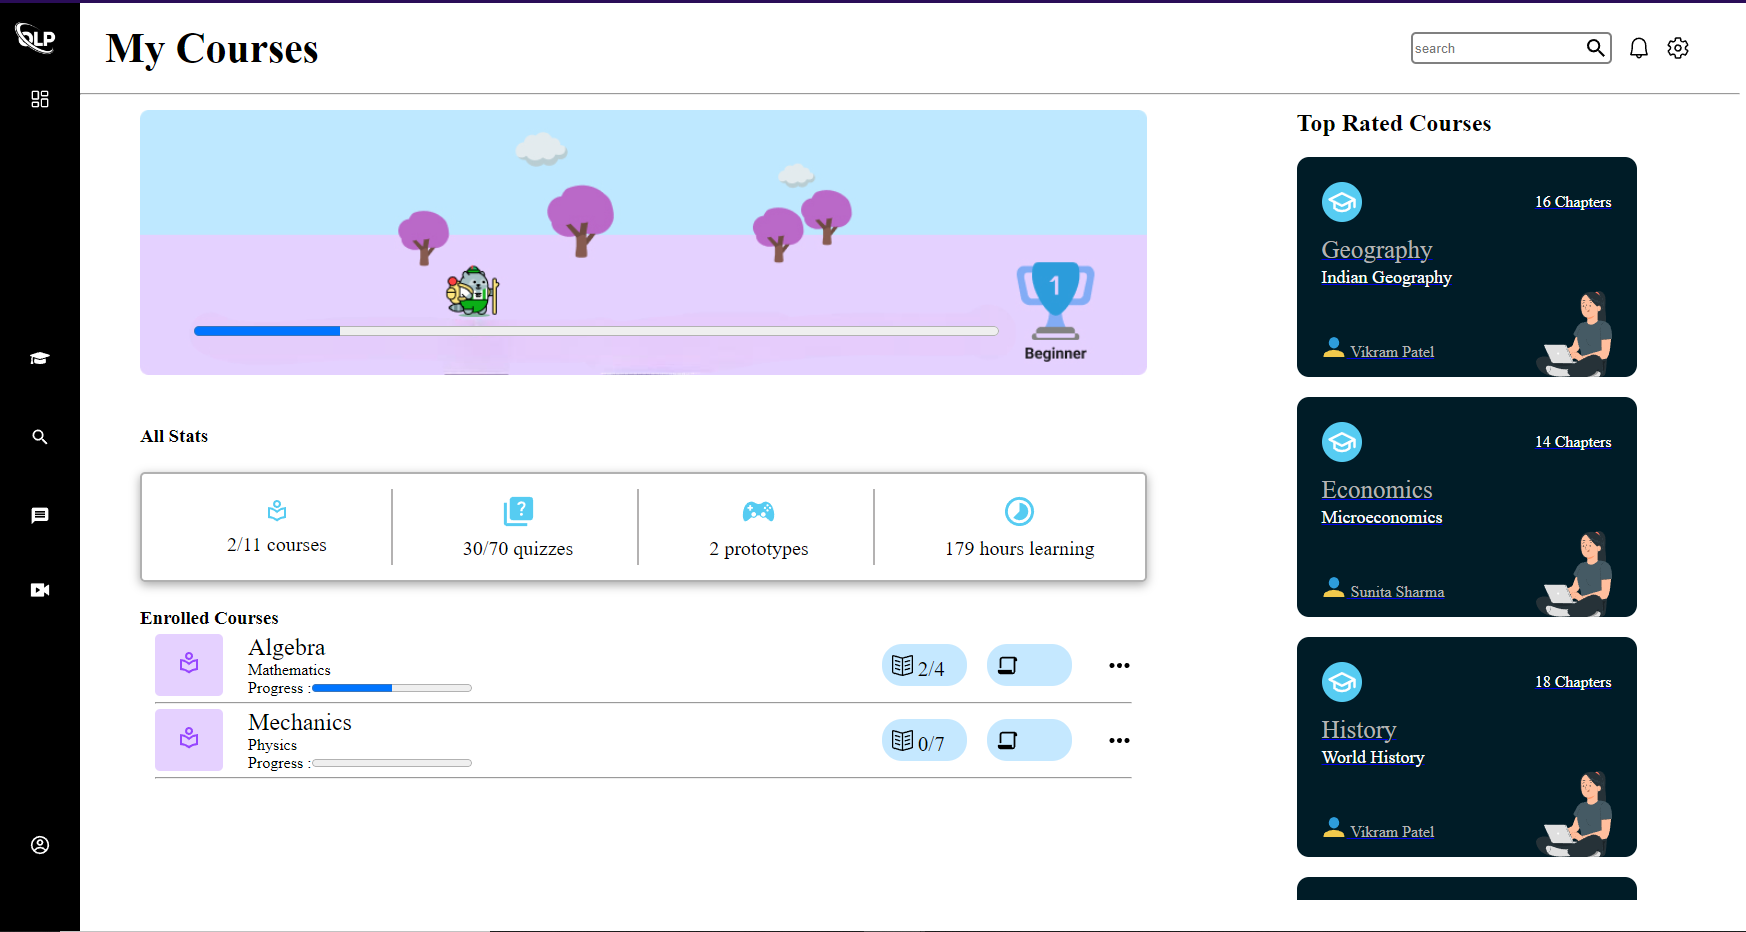 OLP
My Courses
search
1
Beginner
All Stats
2/11 courses
30/70 quizzes
2 prototypes
179 hours learning
Enrolled Courses
Algebra
Mathematics
Progress :
2/4
Mechanics
Physics
Progress :
0/7
Top Rated Courses
16 Chapters
Geography
Indian Geography
Vikram Patel
14 Chapters
Economics
Microeconomics
Sunita Sharma
18 Chapters
History
World History
Vikram Patel